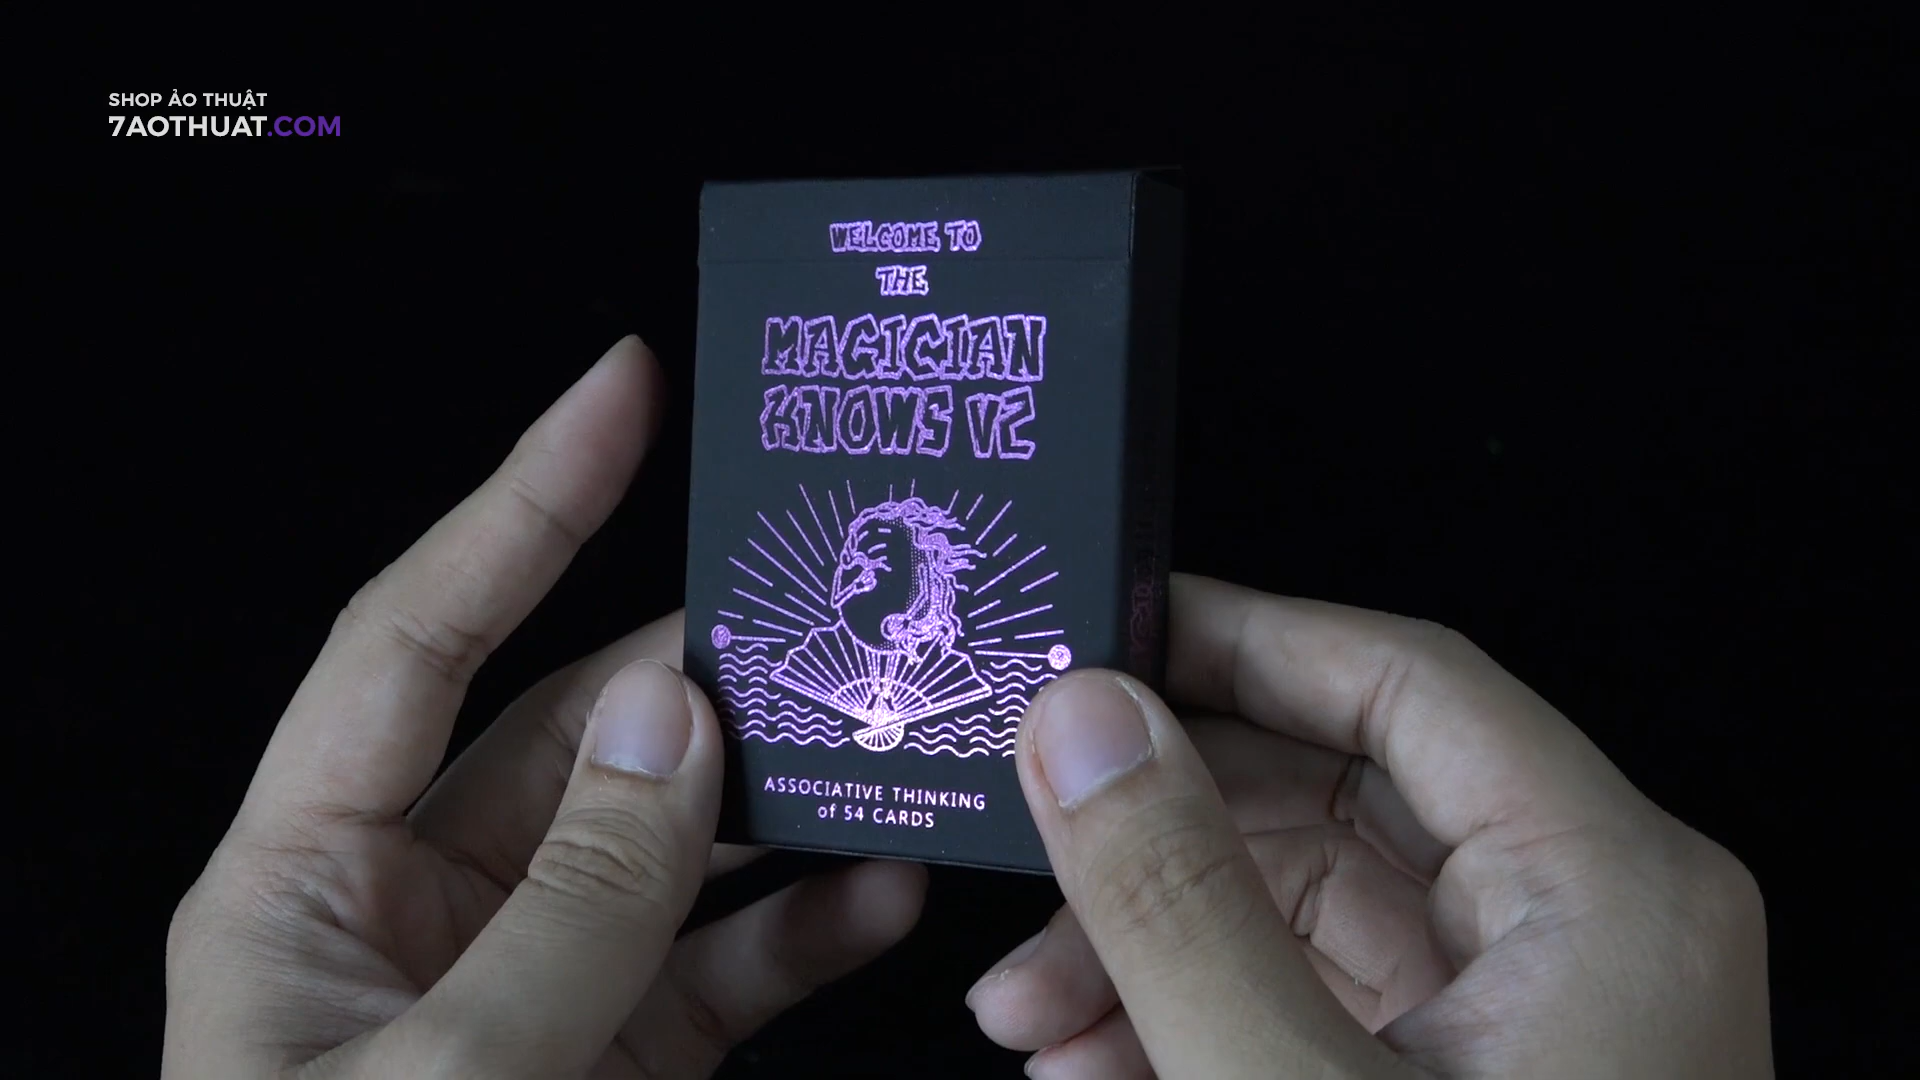 SHOP ẢO THUẬT
7AOTHUAT.COM
WELCOME TO
THE
MAGICIAN
KNOWS V2
ASSOCIATIVE THINKING
of 54 CARDS